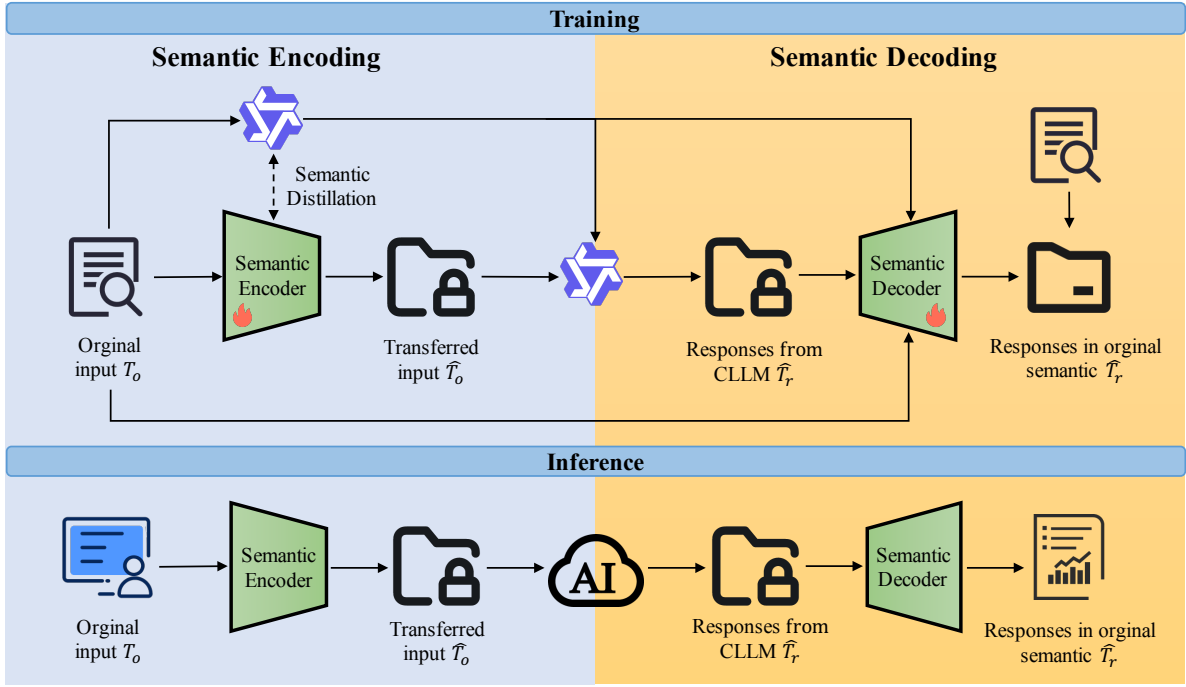 Training
Semantic Encoding
Semantic Decoding
Semantic
Distillation
Semantic
Encoder
Semantic
Decoder
Orginal
input T_o
Transferred
input T̂_o
Responses from
CLLM T̂_r
Responses in orginal
semantic T̂_r
Inference
Semantic
Encoder
AI
Semantic
Decoder
Orginal
input T_o
Transferred
input T̂_o
Responses from
CLLM T̂_r
Responses in orginal
semantic T̂_r